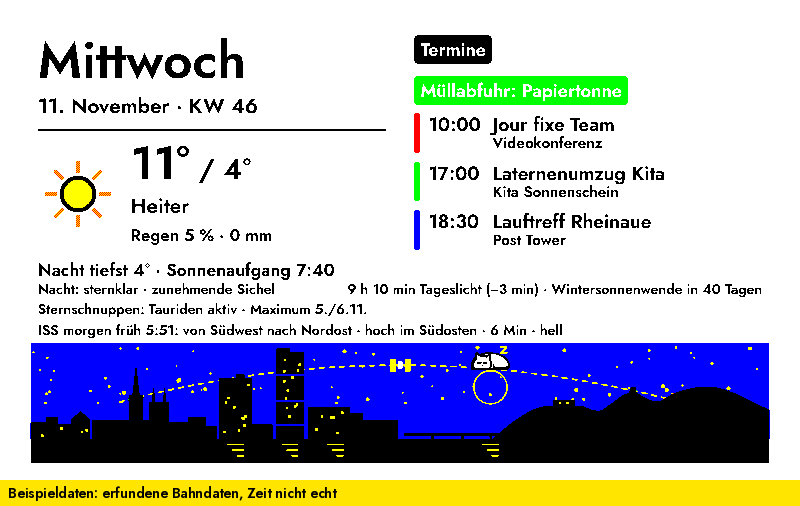 Mittwoch
11. November · KW 46
11° / 4°
Heiter
Regen 5 % · 0 mm
Termine
Müllabfuhr: Papiertonne
10:00 Jour fixe Team
Videokonferenz
17:00 Laternenumzug Kita
Kita Sonnenschein
18:30 Lauftreff Rheinaue
Post Tower
Nacht tiefst 4° · Sonnenaufgang 7:40
Nacht: sternklar · zunehmende Sichel
9 h 10 min Tageslicht (−3 min) · Wintersonnenwende in 40 Tagen
Sternschnuppen: Tauriden aktiv · Maximum 5./6.11.
ISS morgen früh 5:51: von Südwest nach Nordost · hoch im Südosten · 6 Min · hell
z
Beispieldaten: erfundene Bahndaten, Zeit nicht echt